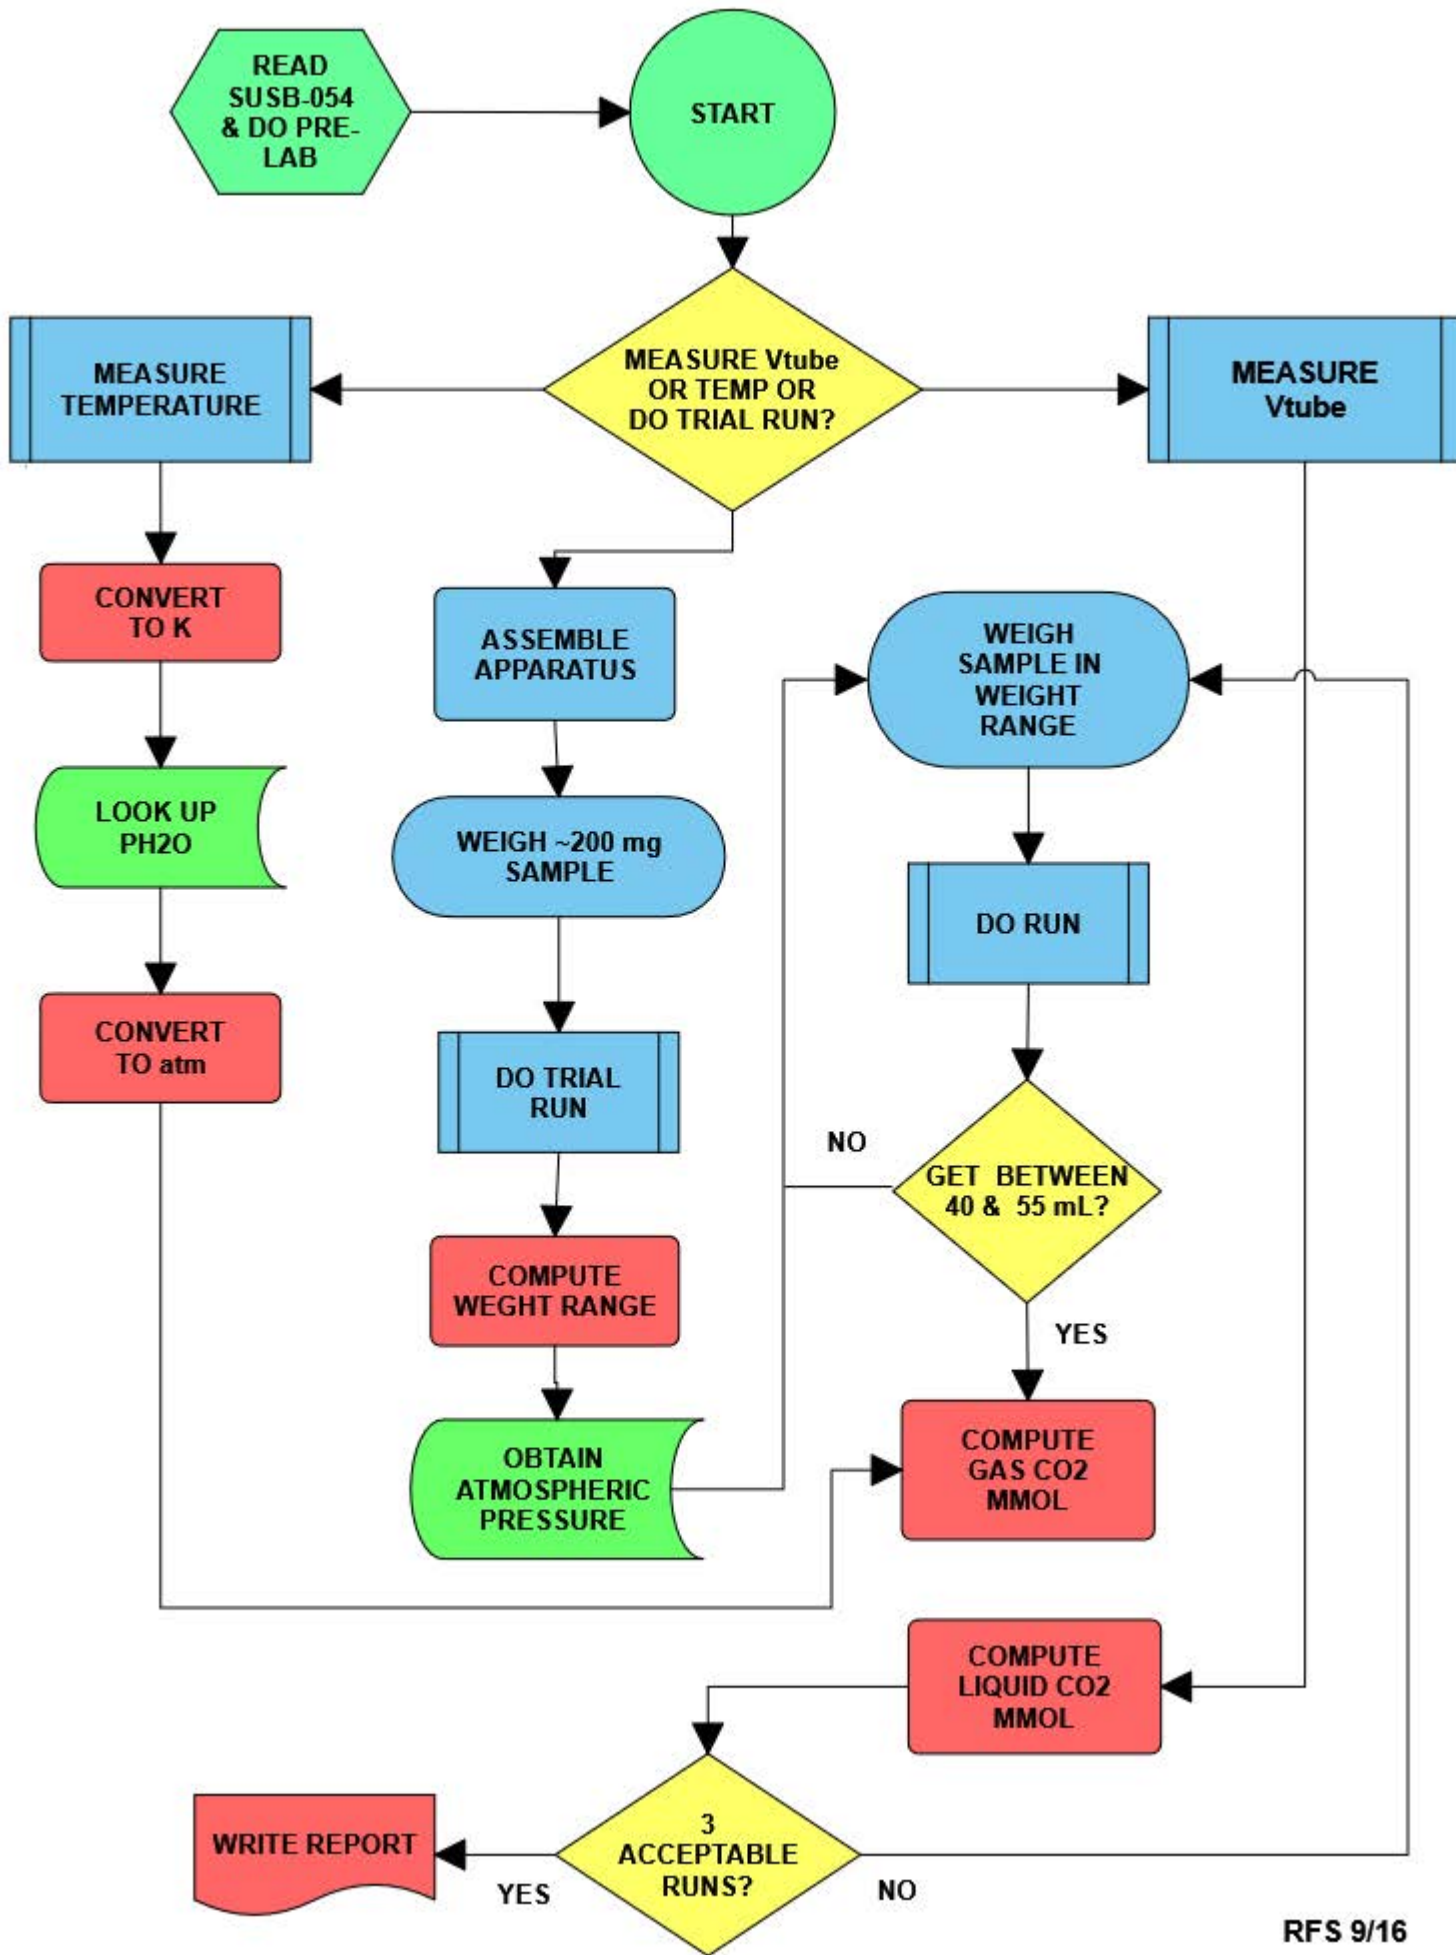 READ
SUSB-054
& DO PRE-
LAB
START
MEASURE
TEMPERATURE
MEASURE Vtube
OR TEMP OR
DO TRIAL RUN?
MEASURE
Vtube
CONVERT
TO K
ASSEMBLE
APPARATUS
WEIGH
SAMPLE IN
WEIGHT
RANGE
LOOK UP
PH2O
WEIGH ~200 mg
SAMPLE
DO RUN
CONVERT
TO atm
DO TRIAL
RUN
NO
GET BETWEEN
40 & 55 mL?
COMPUTE
WEGHT RANGE
YES
OBTAIN
ATMOSPHERIC
PRESSURE
COMPUTE
GAS CO2
MMOL
COMPUTE
LIQUID CO2
MMOL
WRITE REPORT
3
ACCEPTABLE
RUNS?
YES
NO
RFS 9/16